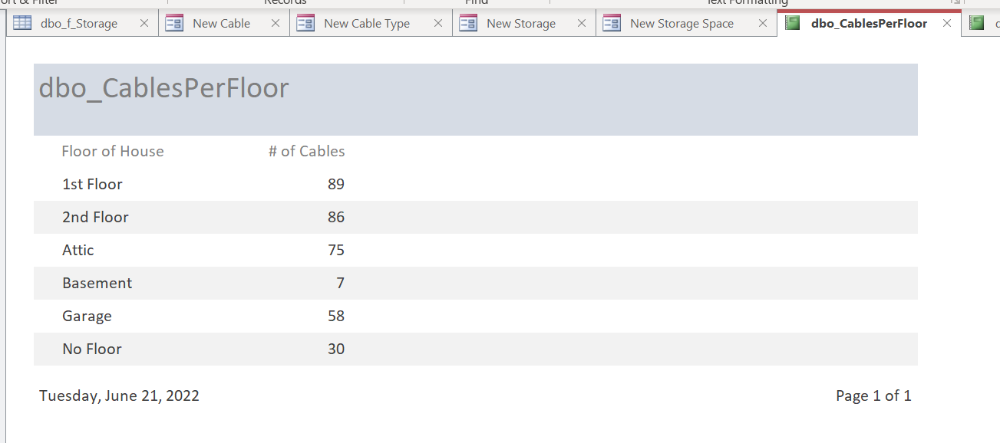 ort & Filter Records Find Text Formatting
dbo_f_Storage New Cable New Cable Type New Storage New Storage Space dbo_CablesPerFloor
dbo_CablesPerFloor
Floor of House # of Cables
1st Floor 89
2nd Floor 86
Attic 75
Basement 7
Garage 58
No Floor 30
Tuesday, June 21, 2022 Page 1 of 1